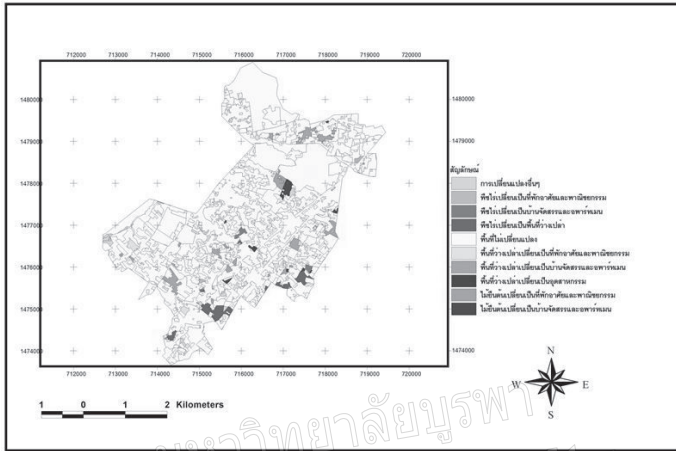 712000 713000 714000 715000 716000 717000 718000 719000 720000
1480000 1480000
1479000 1479000
สัญลักษณ์
การเปลี่ยนแปลงอื่นๆ
1478000
พืชไร่เปลี่ยนเป็นที่พักอาศัยและพาณิชยกรรม
พืชไร่เปลี่ยนเป็นบ้านจัดสรรและอพาร์ทเมน
พืชไร่เปลี่ยนเป็นพื้นที่ว่างเปล่า
1477000
พื้นที่ไม่เปลี่ยนแปลง
พื้นที่ว่างเปล่าเปลี่ยนเป็นที่พักอาศัยและพาณิชยกรรม
1476000
พื้นที่ว่างเปล่าเปลี่ยนเป็นบ้านจัดสรรและอพาร์ทเมน
พื้นที่ว่างเปล่าเปลี่ยนเป็นอุตสาหกรรม
ไม้ยืนต้นเปลี่ยนเป็นที่พักอาศัยและพาณิชยกรรม
1475000
ไม้ยืนต้นเปลี่ยนเป็นบ้านจัดสรรและอพาร์ทเมน
1474000 1474000
712000 713000 714000 715000 716000 717000 718000 719000 720000
N
W E
S
1 0 1 2 Kilometers
มหาวิทยาลัยบูรพา